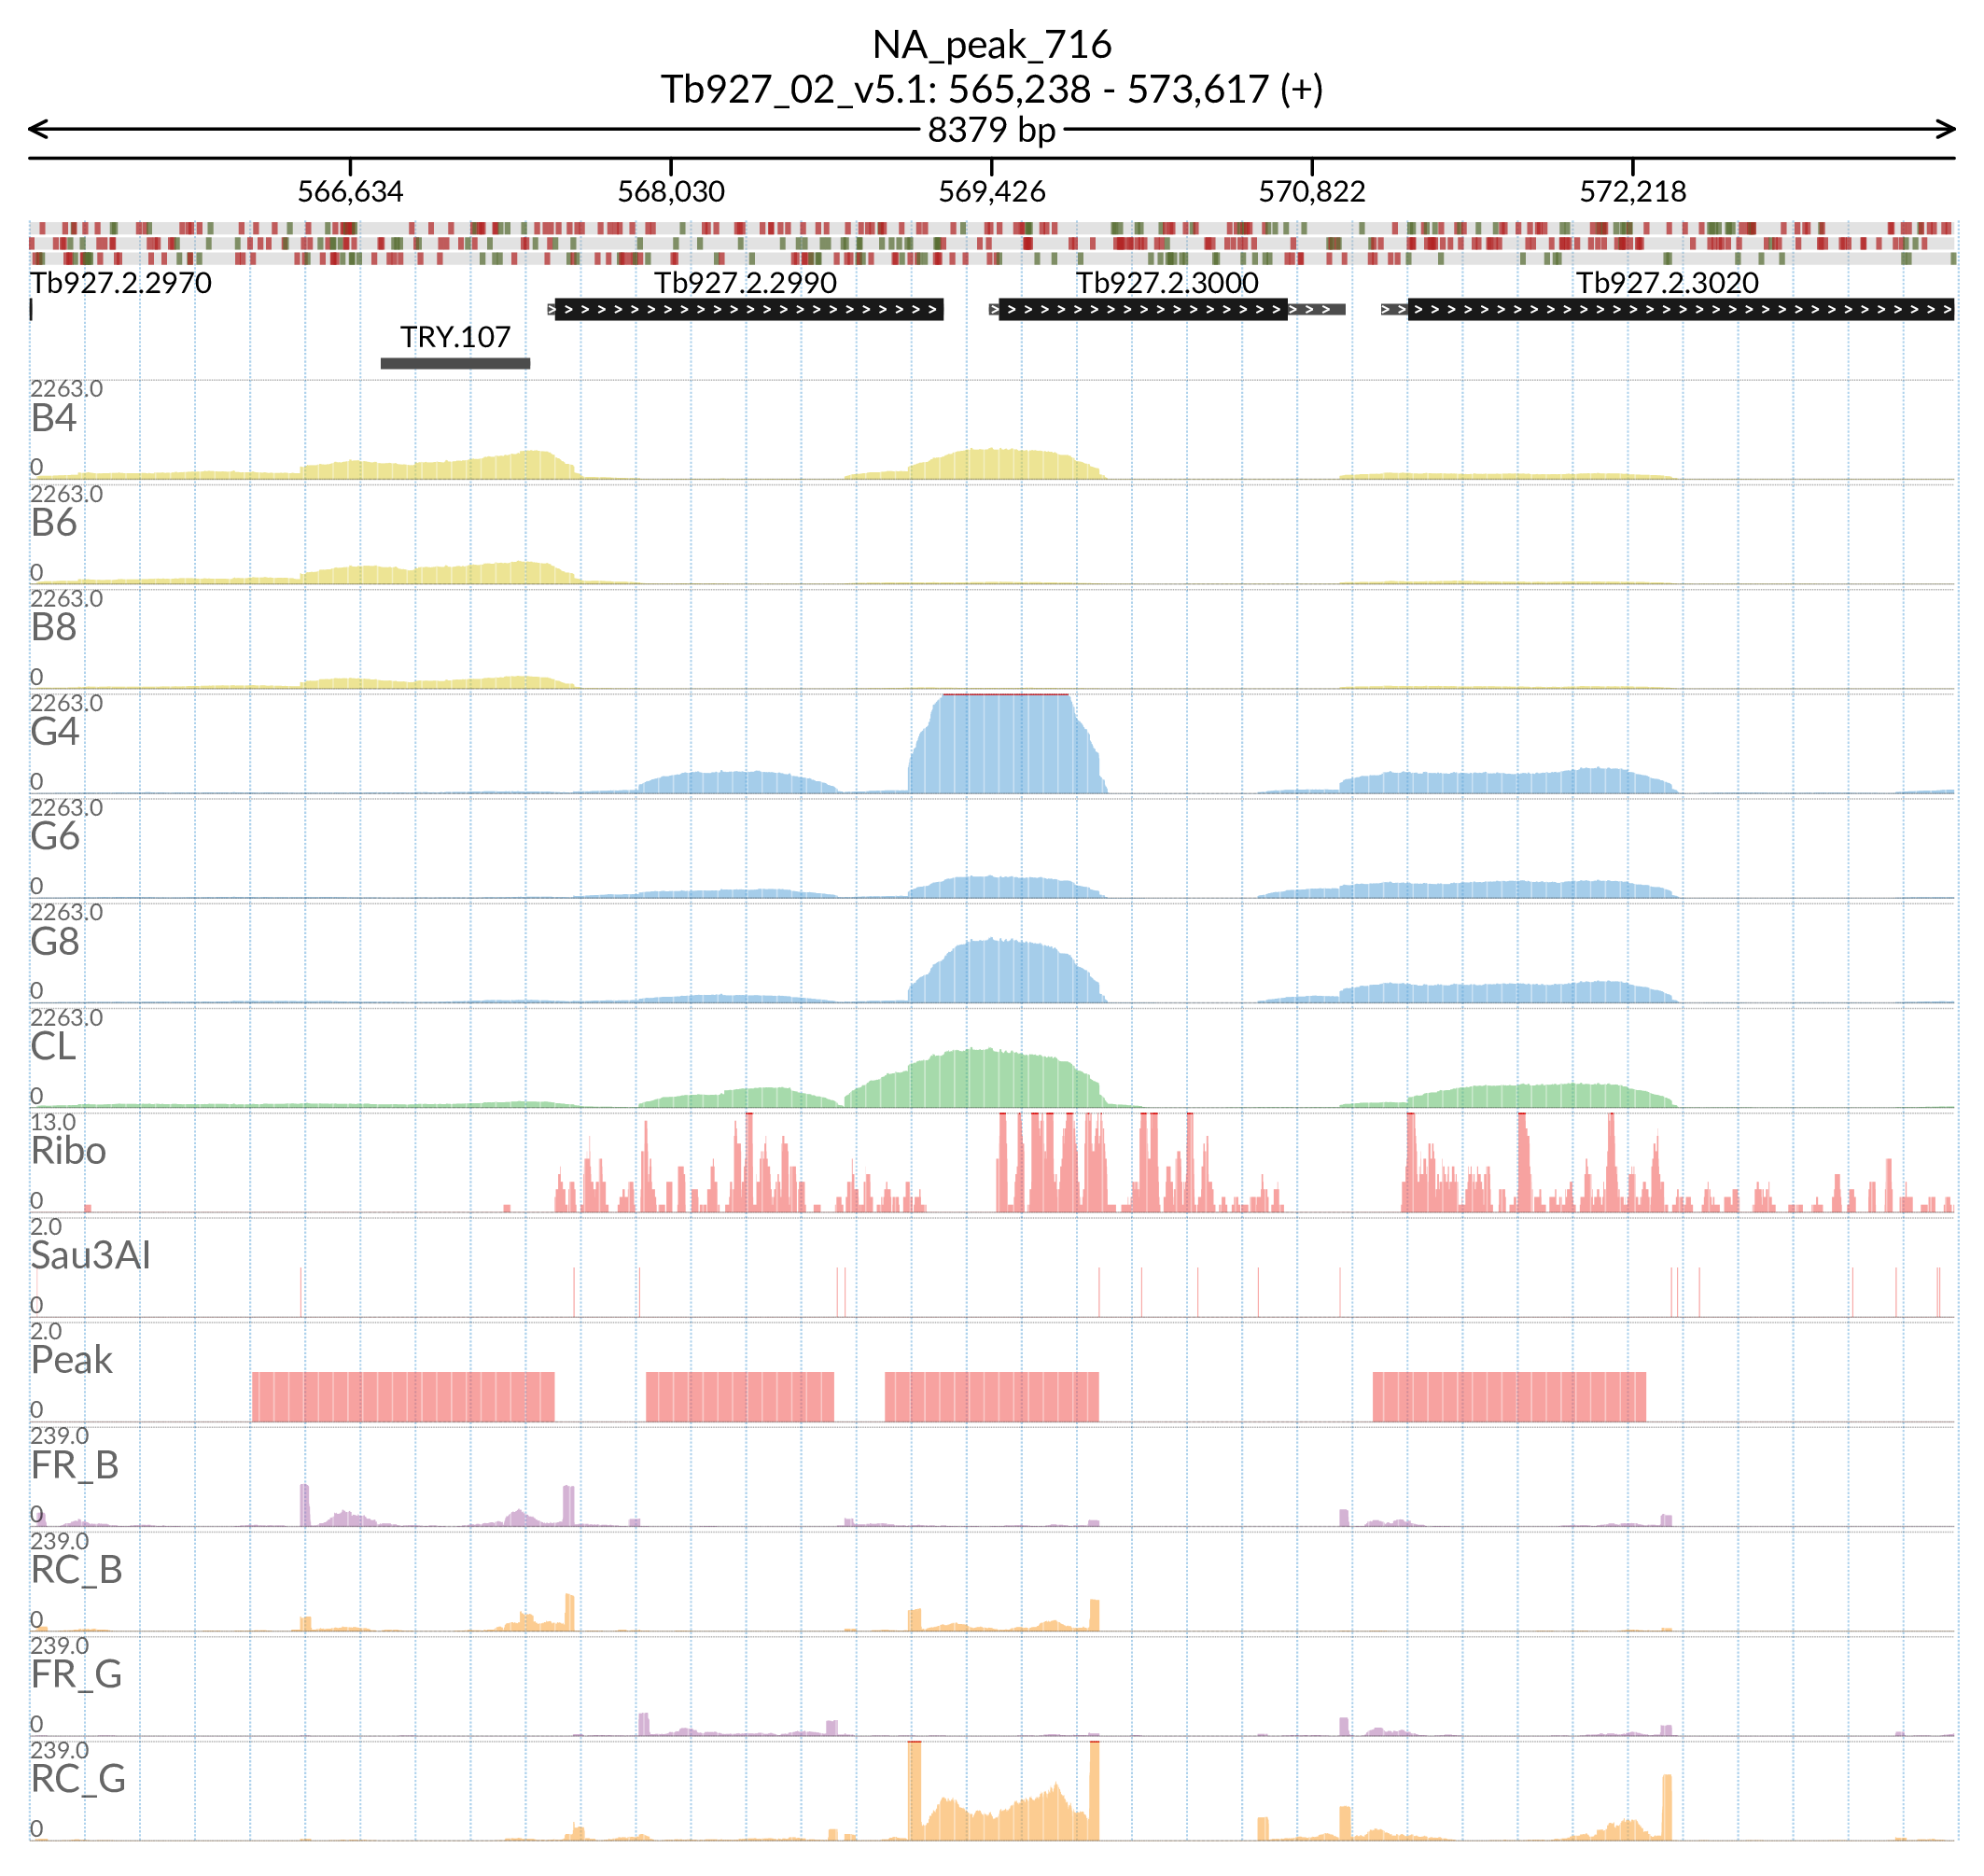 NA_peak_716
Tb927_02_v5.1: 565,238 - 573,617 (+)
8379 bp
566,634 568,030 569,426 570,822 572,218
Tb927.2.2970 Tb927.2.2990 Tb927.2.3000 Tb927.2.3020
TRY.107
2263.0
B4
0
2263.0
B6
0
2263.0
B8
0
2263.0
G4
0
2263.0
G6
0
2263.0
G8
0
2263.0
CL
0
13.0
Ribo
0
2.0
Sau3AI
0
2.0
Peak
0
239.0
FR_B
0
239.0
RC_B
0
239.0
FR_G
0
239.0
RC_G
0